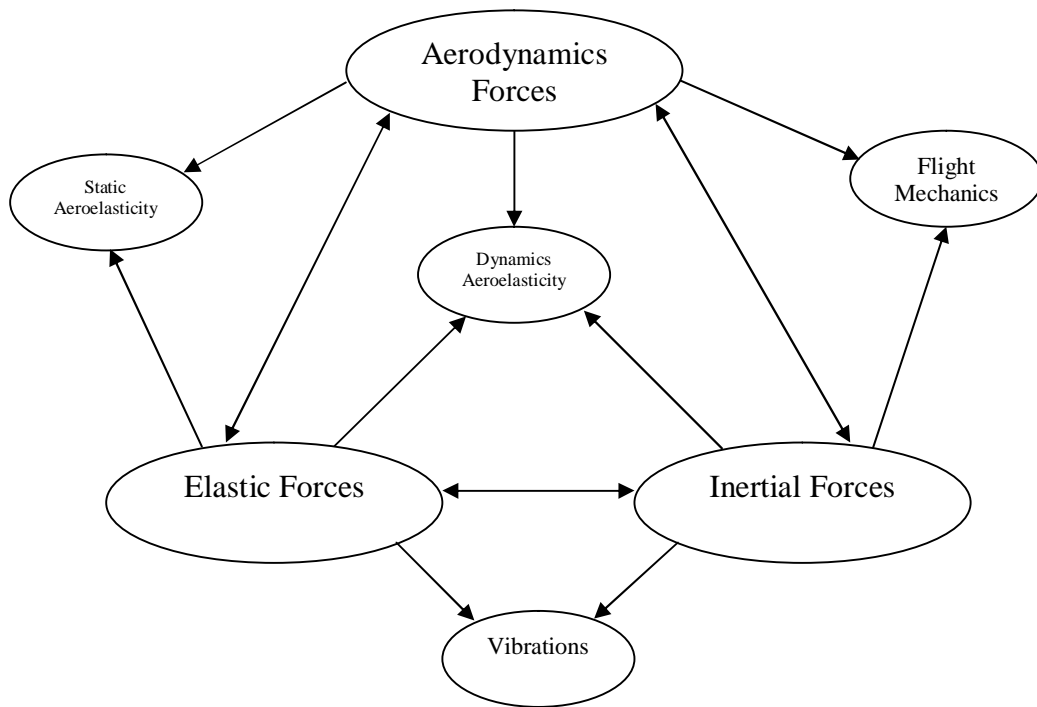 Aerodynamics
Forces
Static
Aeroelasticity
Flight
Mechanics
Dynamics
Aeroelasticity
Elastic Forces
Inertial Forces
Vibrations